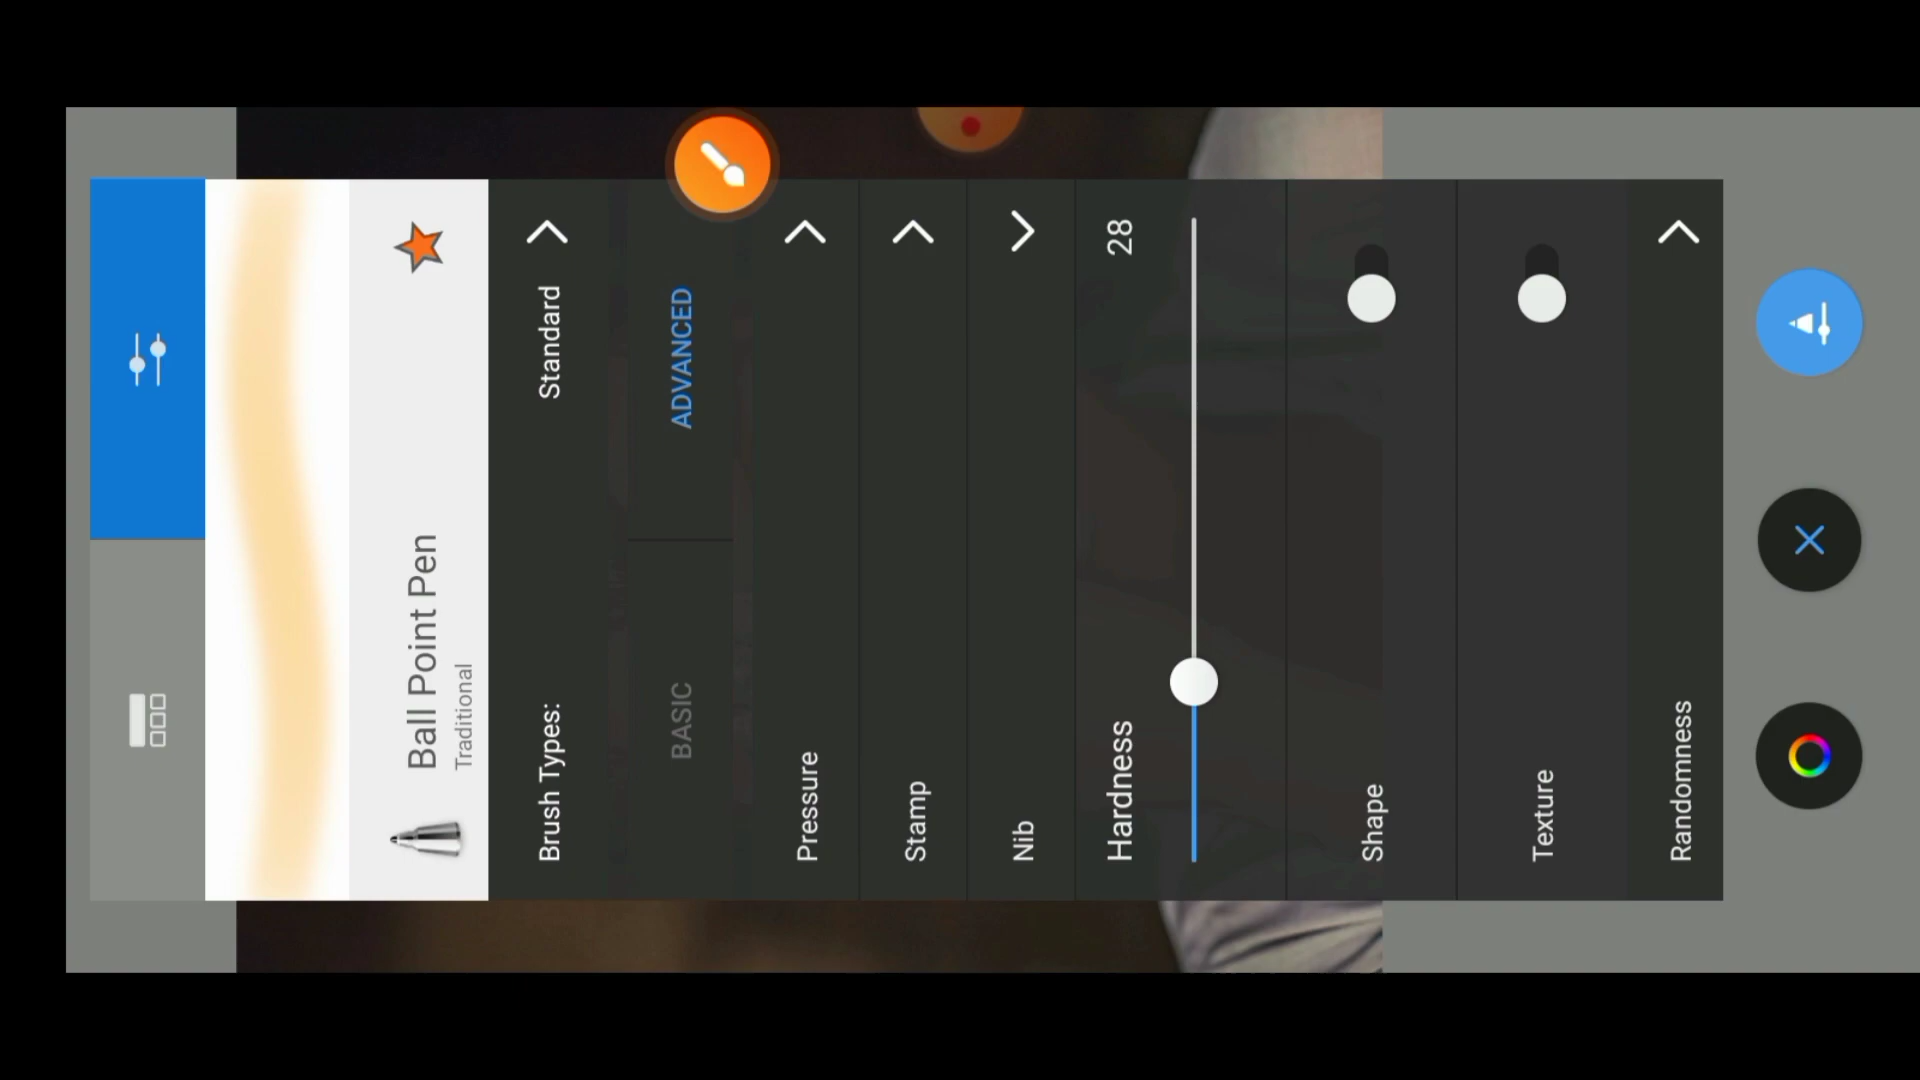 Ball Point Pen
Traditional
Brush Types: Standard
BASIC ADVANCED
Pressure
Stamp
Nib
Hardness 28
Shape
Texture
Randomness